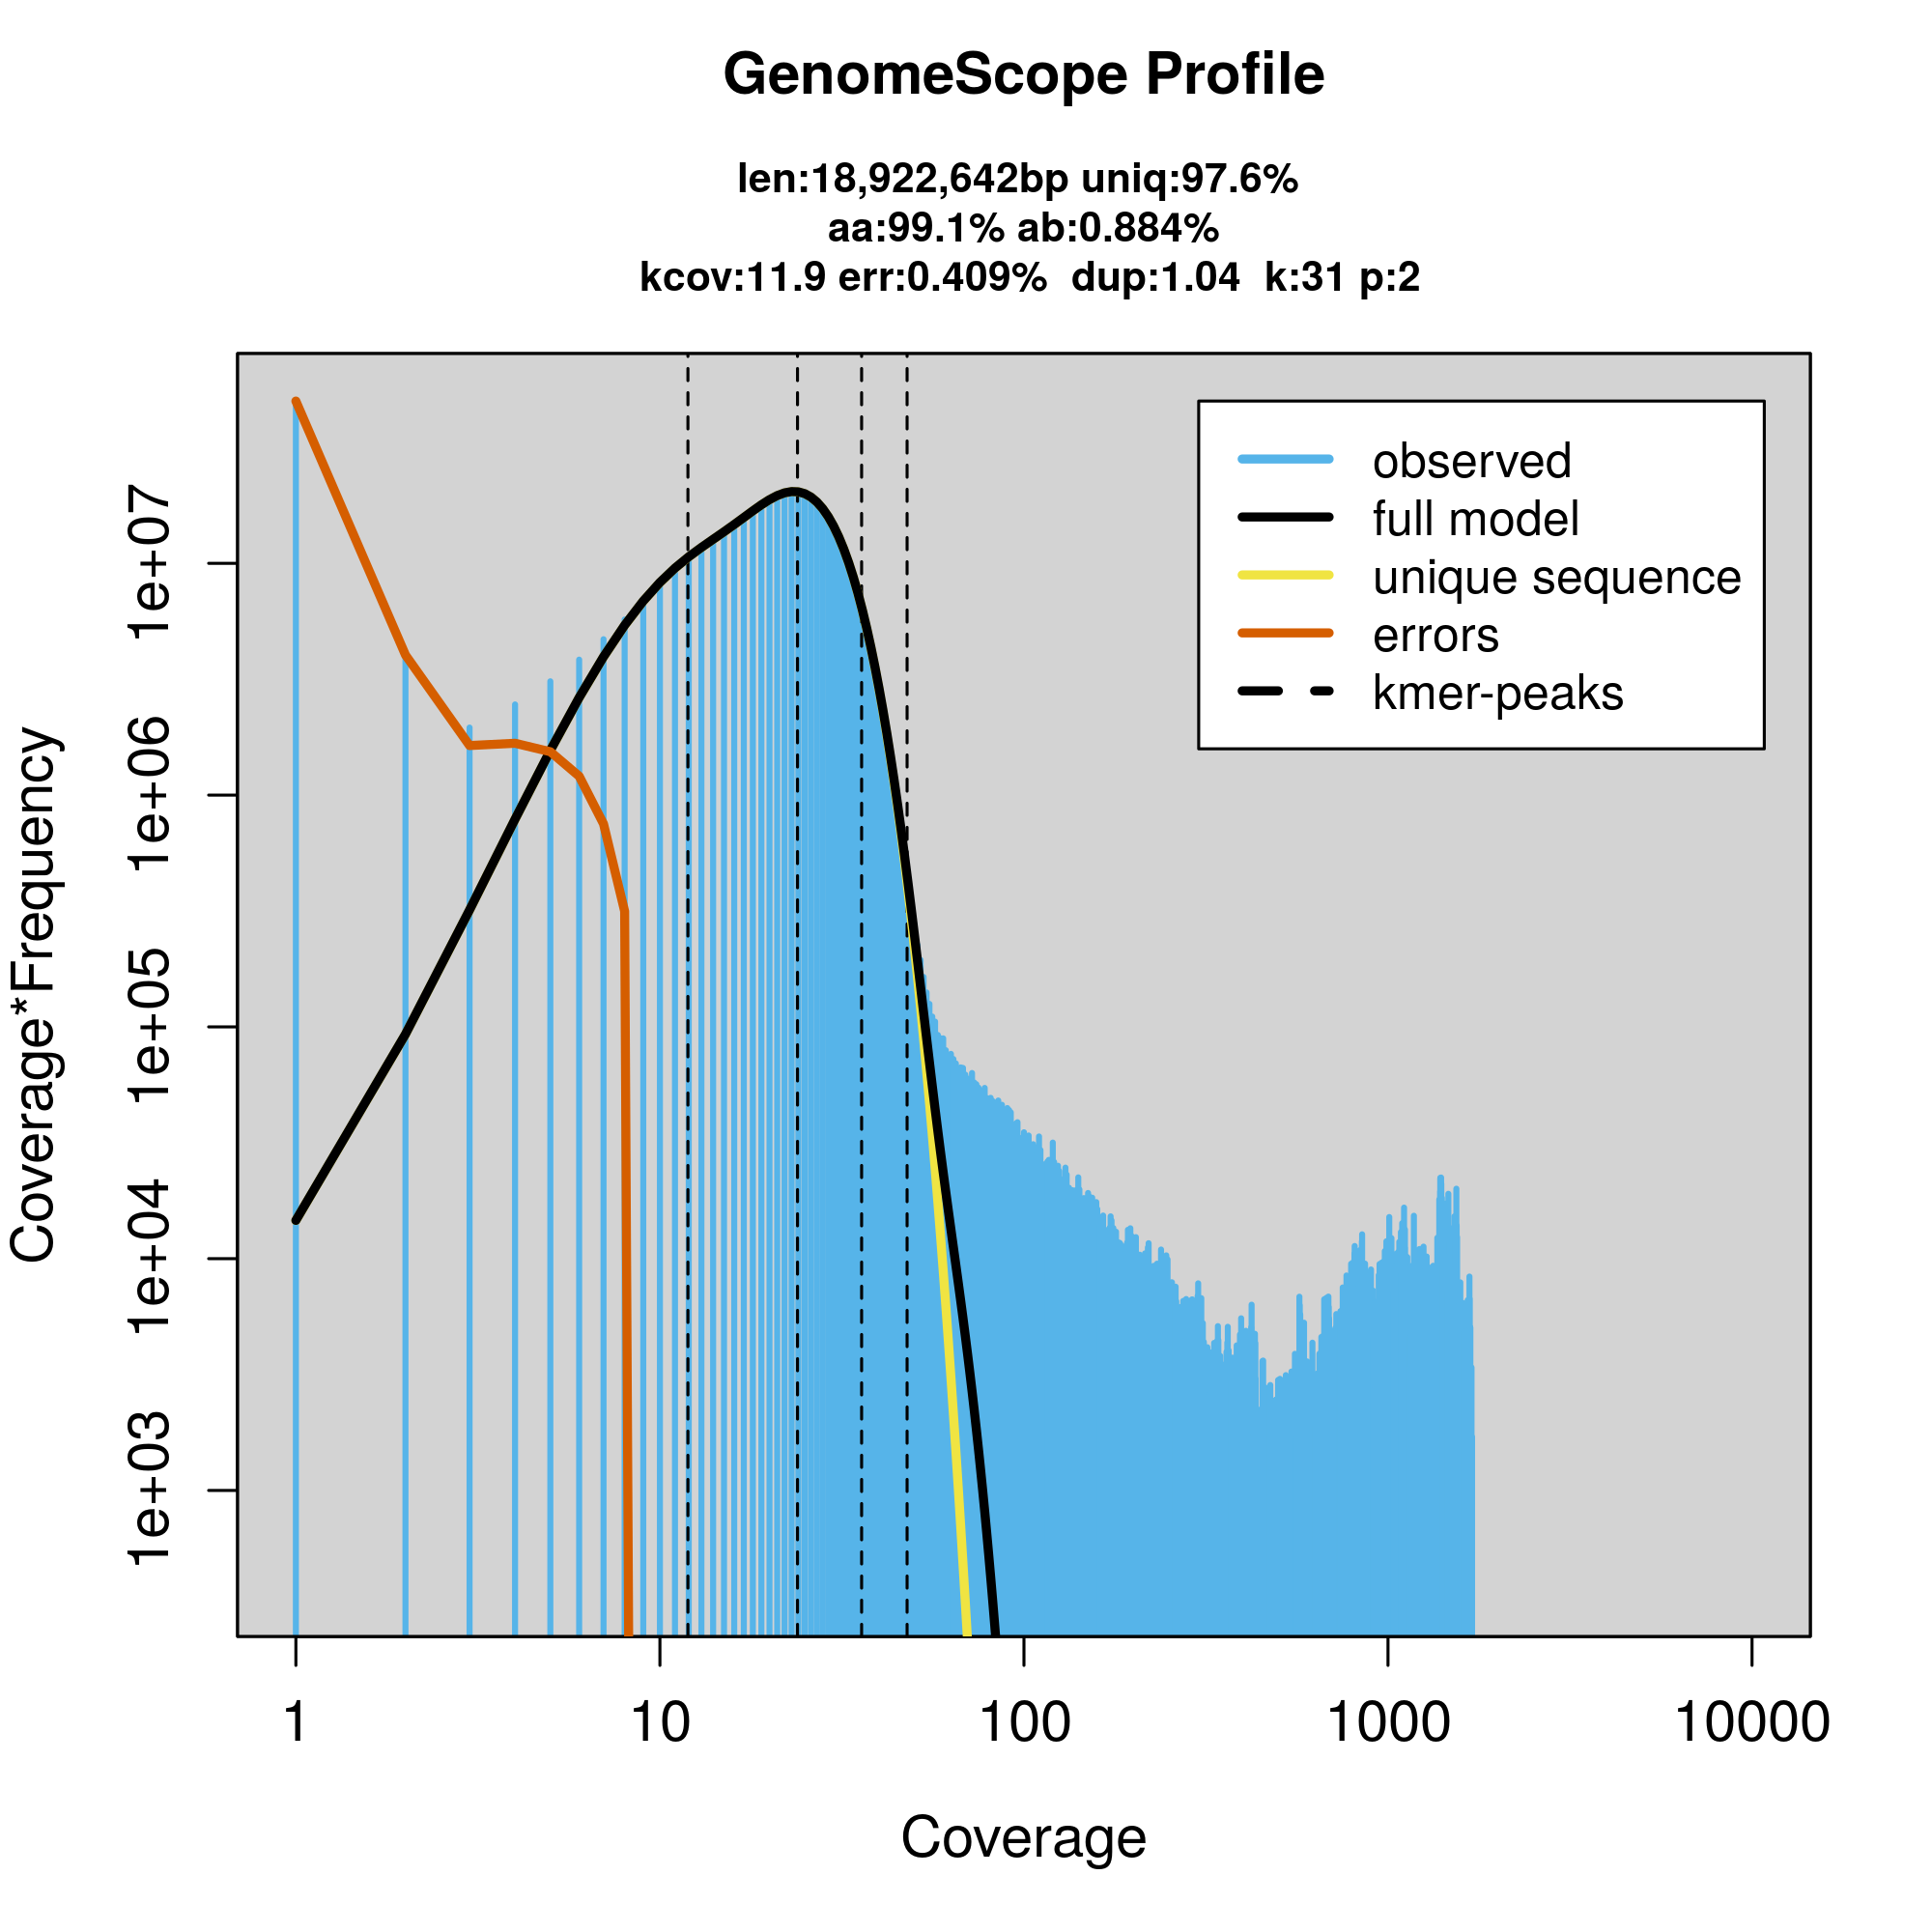 GenomeScope Profile
len:18,922,642bp uniq:97.6%
aa:99.1% ab:0.884%
kcov:11.9 err:0.409% dup:1.04 k:31 p:2
observed
full model
unique sequence
errors
kmer-peaks
Coverage*Frequency
1e+07
1e+06
1e+05
1e+04
1e+03
1 10 100 1000 10000
Coverage